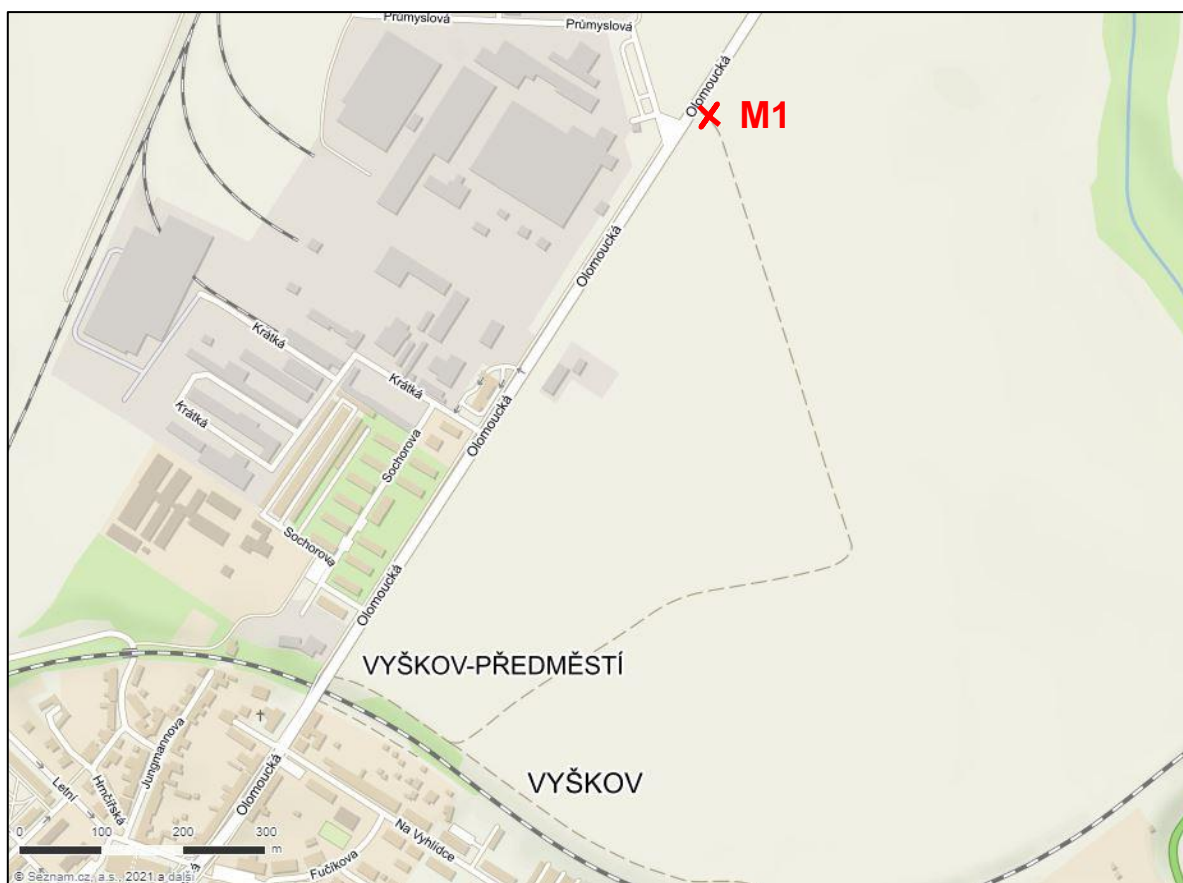 Průmyslová
Průmyslová
Olomoucká
M1
Olomoucká
Krátká
Krátká
Krátká
Olomoucká
Sochorova
Sochorova
Olomoucká
VYŠKOV-PŘEDMĚSTÍ
Jungmannova
Olomoucká
VYŠKOV
Letní
Hrnčířská
Na Vyhlídce
Fučíkova
0 100 200 300
m
© Seznam.cz, a.s., 2021 a další